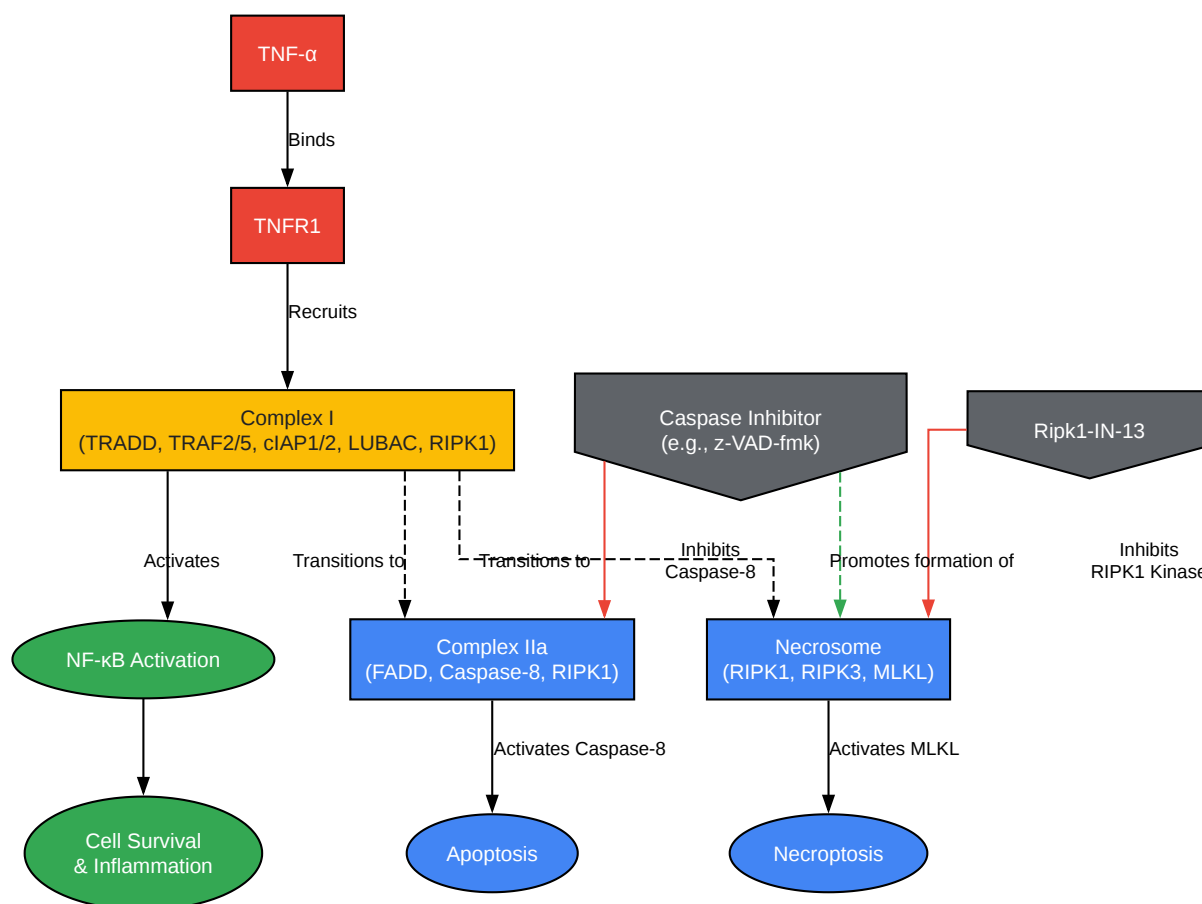 TNF-α
Binds
TNFR1
Recruits
Complex I
(TRADD, TRAF2/5, cIAP1/2, LUBAC, RIPK1)
Caspase Inhibitor
(e.g., z-VAD-fmk)
Ripk1-IN-13
Activates
Transitions to
Transitions to
Inhibits
Caspase-8
Promotes formation of
Inhibits
RIPK1 Kinase
NF-κB Activation
Complex IIa
(FADD, Caspase-8, RIPK1)
Necrosome
(RIPK1, RIPK3, MLKL)
Activates Caspase-8
Activates MLKL
Cell Survival
& Inflammation
Apoptosis
Necroptosis